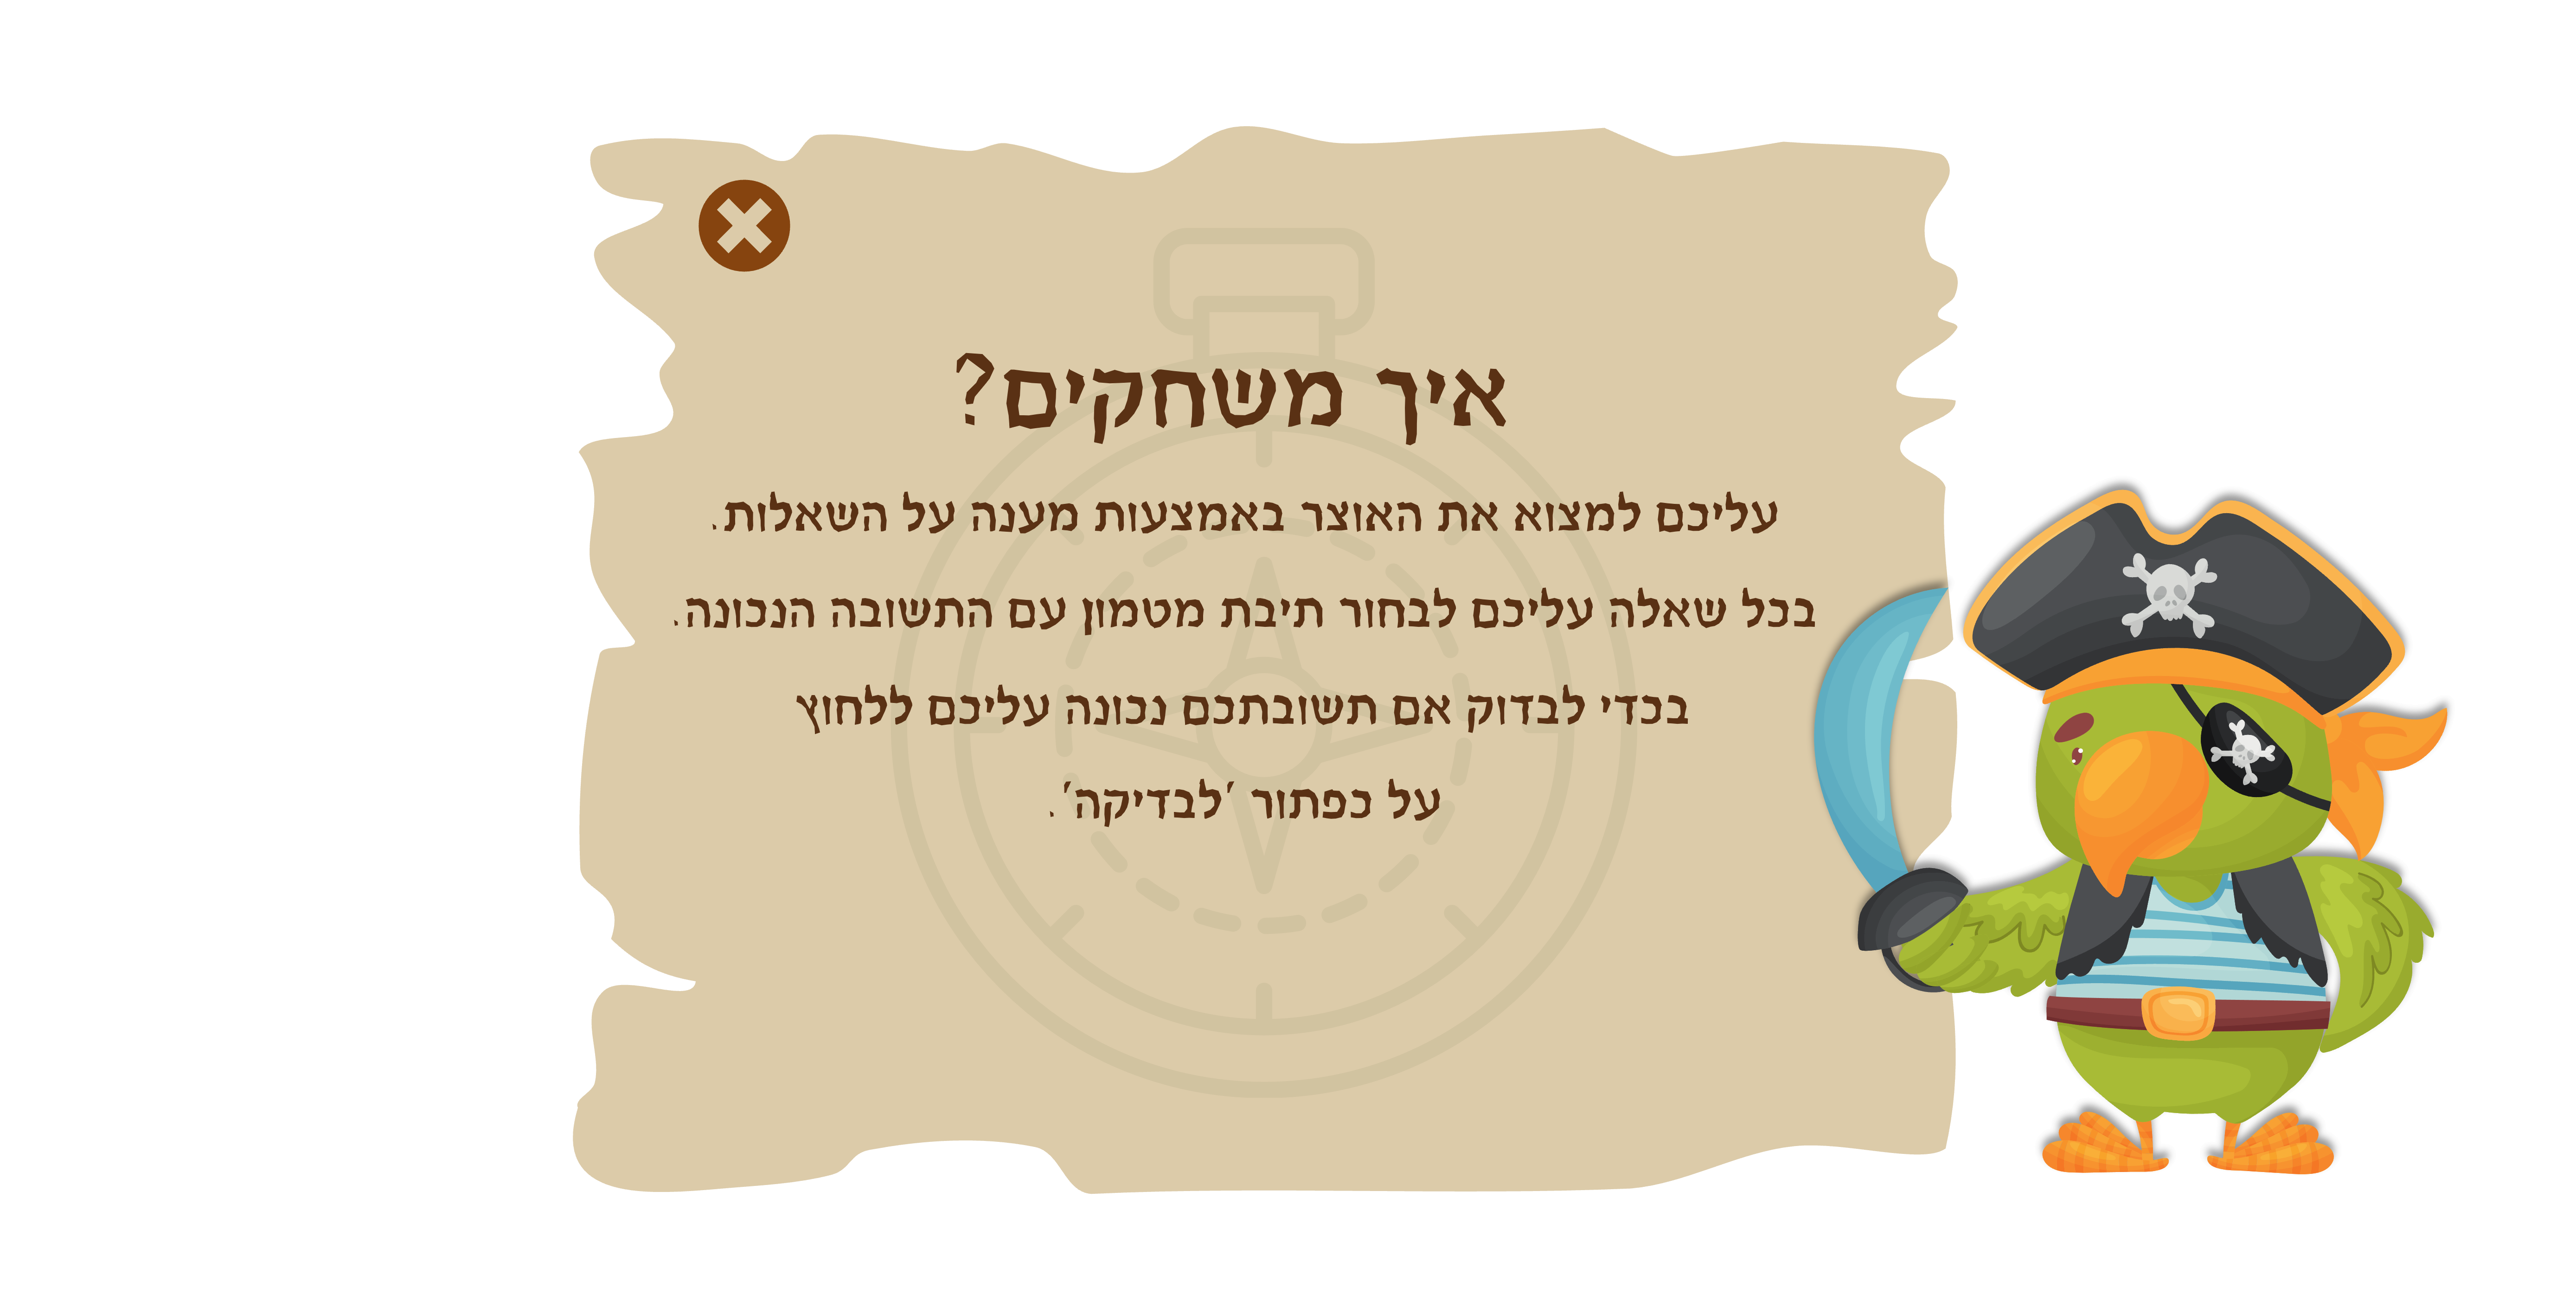 איך משחקים?
עליכם למצוא את האוצר באמצעות מענה על השאלות.
בכל שאלה עליכם לבחור תיבת מטמון עם התשובה הנכונה.
בכדי לבדוק אם תשובתכם נכונה עליכם ללחוץ
על כפתור 'לבדיקה'.